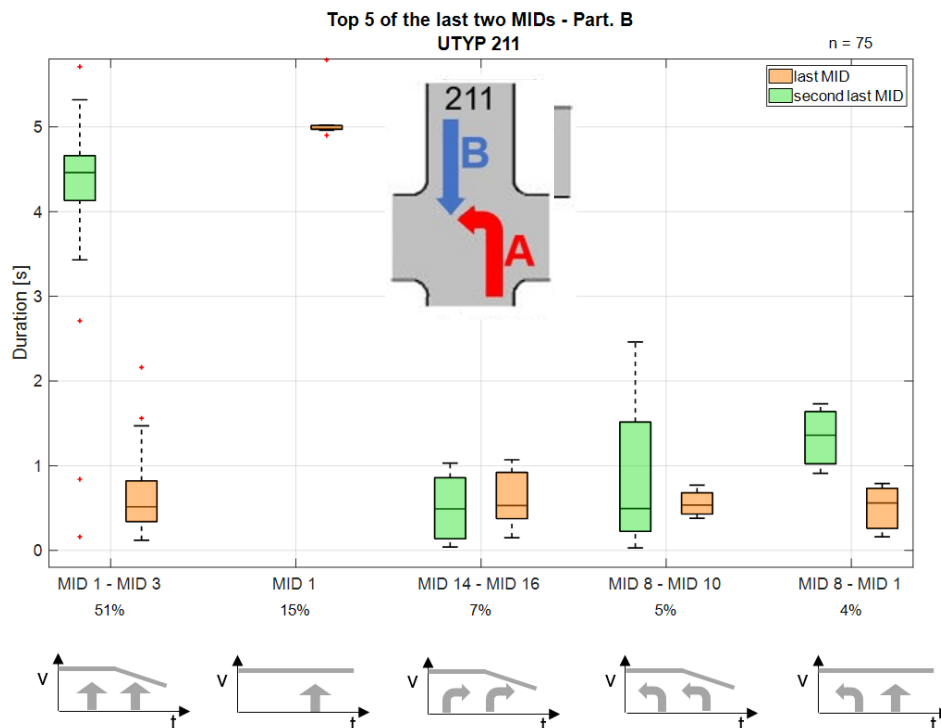 Top 5 of the last two MIDs - Part. B
UTYP 211
n = 75
last MID
second last MID
211
B
A
Duration [s]
5
4
3
2
1
0
MID 1 - MID 3
MID 1
MID 14 - MID 16
MID 8 - MID 10
MID 8 - MID 1
51%
15%
7%
5%
4%
V
t
V
t
V
t
V
t
V
t